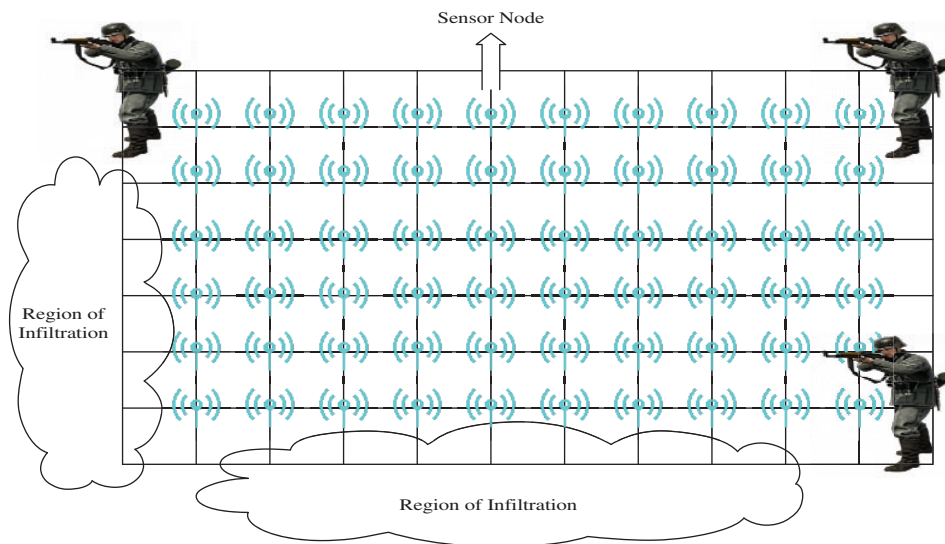 Sensor Node
Region of
Infiltration
Region of Infiltration